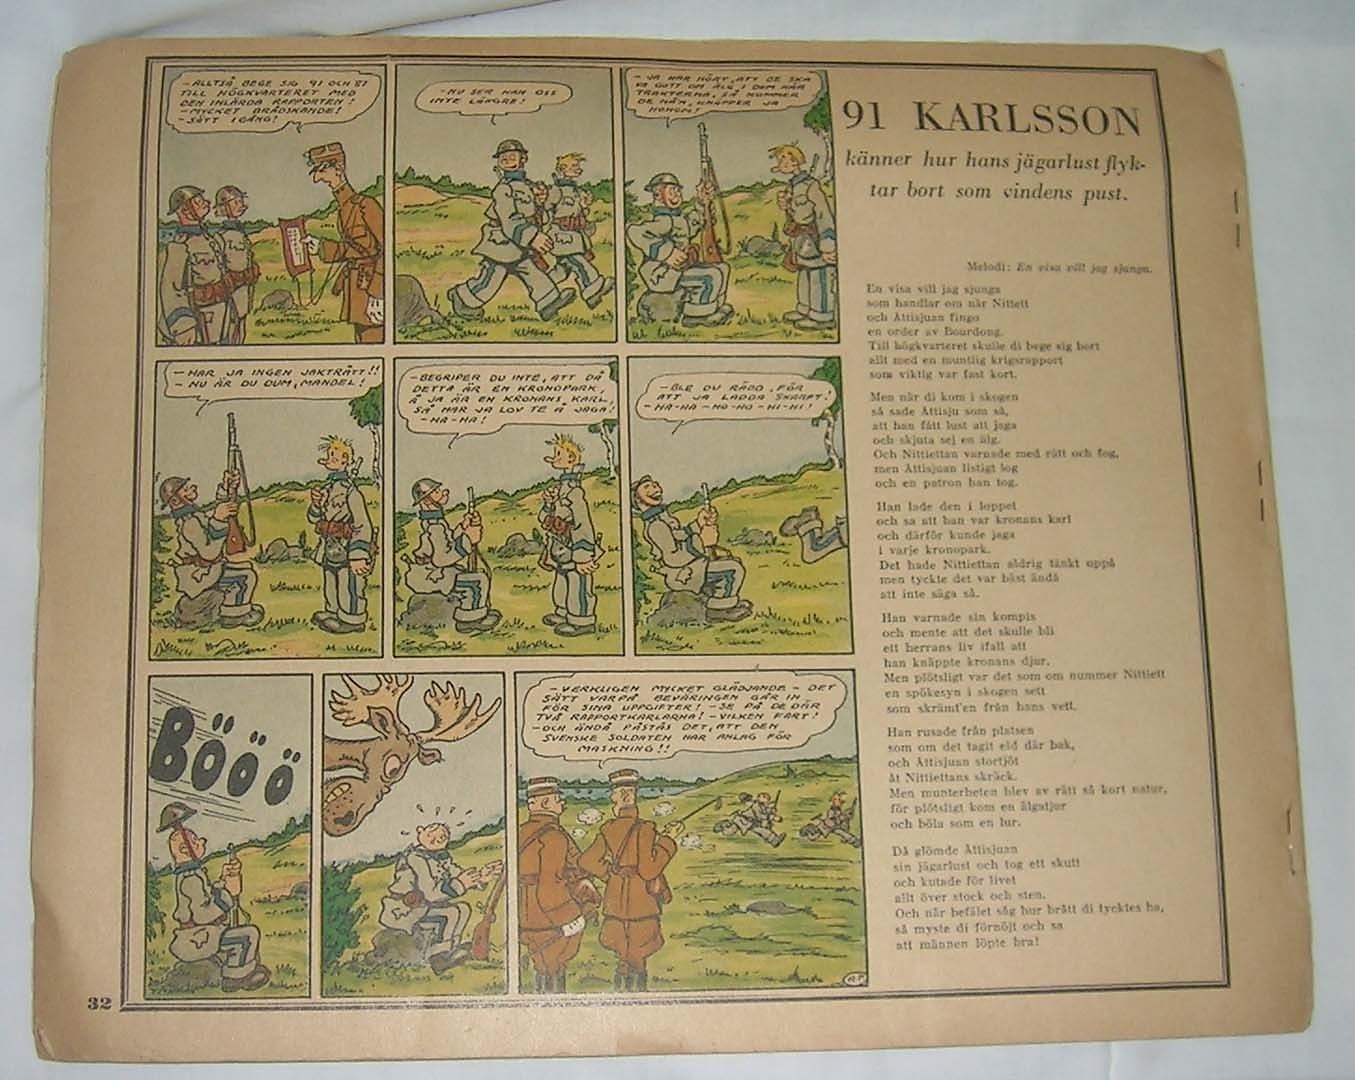 - ALLTSÅ BEGE SIG 91 OCH 87
TILL HÖGKVARTERET MED
DEN INLÄRDA RAPPORTEN!
- MYCKET BRÅDSKANDE!
- SÄTT IGÅNG!
- NU SER HAN OSS
INTE LÄNGRE!
- JA HAR HÖRT, ATT DE SKA
VA GOTT OM ÄLG I DOM HÄR
TRAKTERNA, SÅ KOMMER
DE NÅN, KNÄPPER JA
HONOM!
- HAR JA INGEN JAKTRÄTT!!
- NU ÄR DU DUM, MANDEL!
- BEGRIPER DU INTE, ATT DÅ
DETTA ÄR EN KRONOPARK,
Å JA ÄR EN KRONANS KARL,
SÅ HAR JA LOV TE Å JAGA!
- HA-HA!
- BLE DU RÄDD, FÖR
ATT JA LADDA SKARPT!
- HA-HA-HO-HO-HI-HI!
BÖÖÖ
- VERKLIGEN MYCKET GLÄDJANDE - DET
SÄTT VARPÅ BEVÄRINGEN GÅR IN
FÖR SINA UPPGIFTER! - SE PÅ DE DÄR
TVÅ RAPPORTKARLARNA! - VILKEN FART!
- OCH ÄNDÅ PÅSTÅS DET, ATT DEN
SVENSKE SOLDATEN HAR ANLAG FÖR
MASKNING!!
R-P
91 KARLSSON
känner hur hans jägarlust flyk-
tar bort som vindens pust.
Melodi: En visa vill jag sjunga.
En visa vill jag sjunga
som handlar om när Nittett
och Åttisjuan fingo
en order av Bourdong.
Till högkvarteret skulle di bege sig bort
allt med en muntlig krigsrapport
som viktig var fast kort.
Men när di kom i skogen
så sade Åttisju som så,
att han fått lust att jaga
och skjuta sej en älg.
Och Nittiettan varnade med rätt och fog,
men Åttisjuan listigt log
och en patron han tog.
Han lade den i loppet
och sa att han var kronans karl
och därför kunde jaga
i varje kronopark.
Det hade Nittiettan aldrig tänkt uppå
men tyckte det var bäst ändå
att inte säga så.
Han varnade sin kompis
och mente att det skulle bli
ett herrans liv ifall att
han knäppte kronans djur.
Men plötsligt var det som om nummer Nittiett
en spökesyn i skogen sett
som skrämt'en från hans vett.
Han rusade från platsen
som om det tagit eld där bak,
och Åttisjuan stortjöt
åt Nittiettans skräck.
Men munterheten blev av rätt så kort natur,
för plötsligt kom en älgatjur
och böla som en lur.
Då glömde Åttisjuan
sin jägarlust och tog ett skutt
och kutade för livet
allt över stock och sten.
Och när befälet såg hur brått di tycktes ha,
så myste di förnöjt och sa
att männen löpte bra!
32